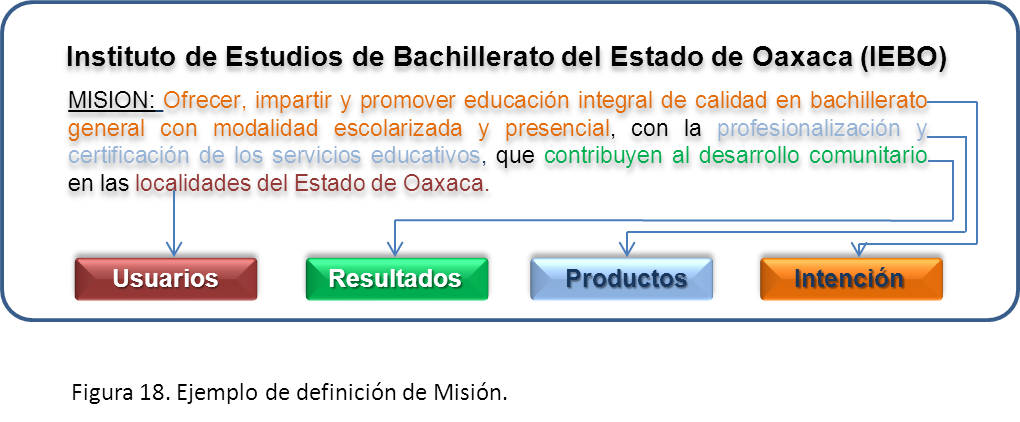 Instituto de Estudios de Bachillerato del Estado de Oaxaca (IEBO)
MISION: Ofrecer, impartir y promover educación integral de calidad en bachillerato
general con modalidad escolarizada y presencial, con la profesionalización y
certificación de los servicios educativos, que contribuyen al desarrollo comunitario
en las localidades del Estado de Oaxaca.
Usuarios Resultados Productos Intención
Figura 18. Ejemplo de definición de Misión.